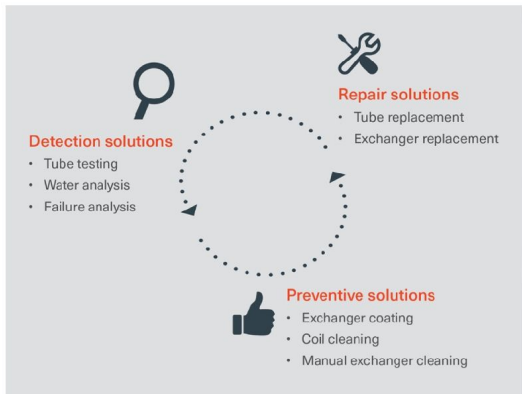 Detection solutions
• Tube testing
• Water analysis
• Failure analysis
Repair solutions
• Tube replacement
• Exchanger replacement
Preventive solutions
• Exchanger coating
• Coil cleaning
• Manual exchanger cleaning